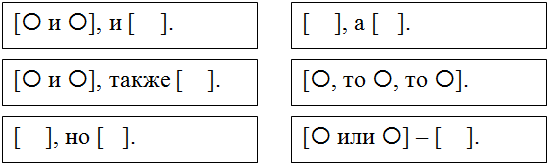 [О и О], и [ ].
[ ], а [ ].
[О и О], также [ ].
[О, то О, то О].
[ ], но [ ].
[О или О] – [ ].